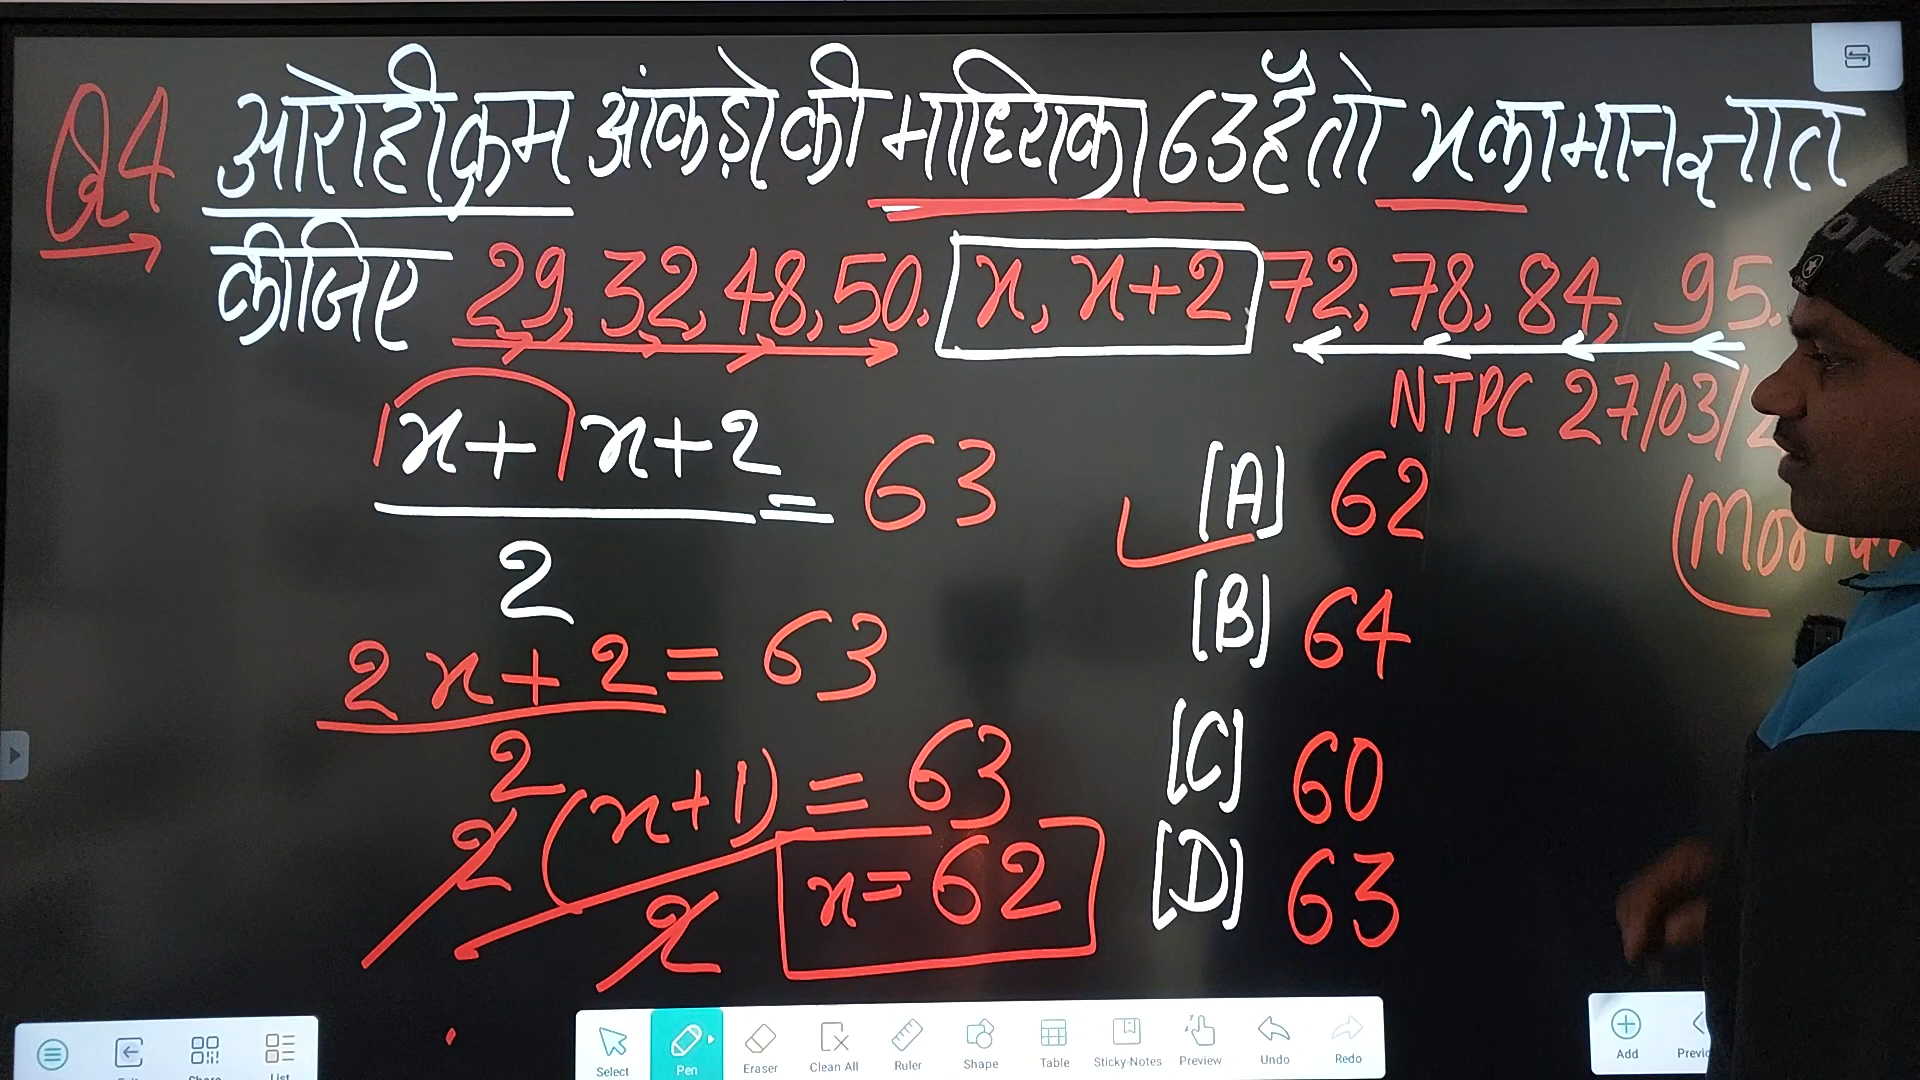 Q4 आरोहीक्रम आंकड़ो की माध्यिका 63 हैं तो x का मान ज्ञात
कीजिए 29, 32, 48, 50. x, x+2 72, 78, 84, 95.
NTPC 27/03/2
x+ x+2 = 63
2
[A] 62
[B] 64
2x+2 = 63
2
[C] 60
2(x+1) = 63
2
x = 62
[D] 63
Select Pen Eraser Clean All Ruler Shape Table Sticky-Notes Preview Undo Redo
Add